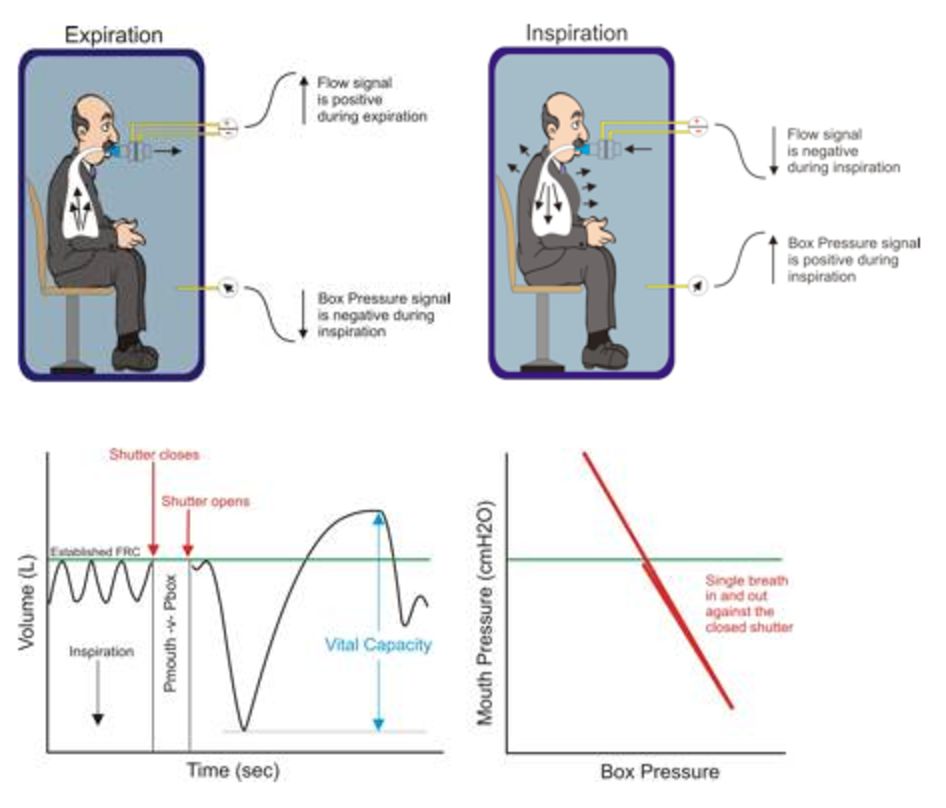 Expiration
Flow signal
is positive
during expiration
+
−
Box Pressure signal
is negative during
inspiration
Inspiration
+
−
Flow signal
is negative
during inspiration
Box Pressure signal
is positive during
inspiration
Shutter closes
Shutter opens
Established FRC
Volume (L)
Inspiration
Pmouth -v- Pbox
Vital Capacity
Time (sec)
Mouth Pressure (cmH2O)
Single breath
in and out
against the
closed shutter
Box Pressure